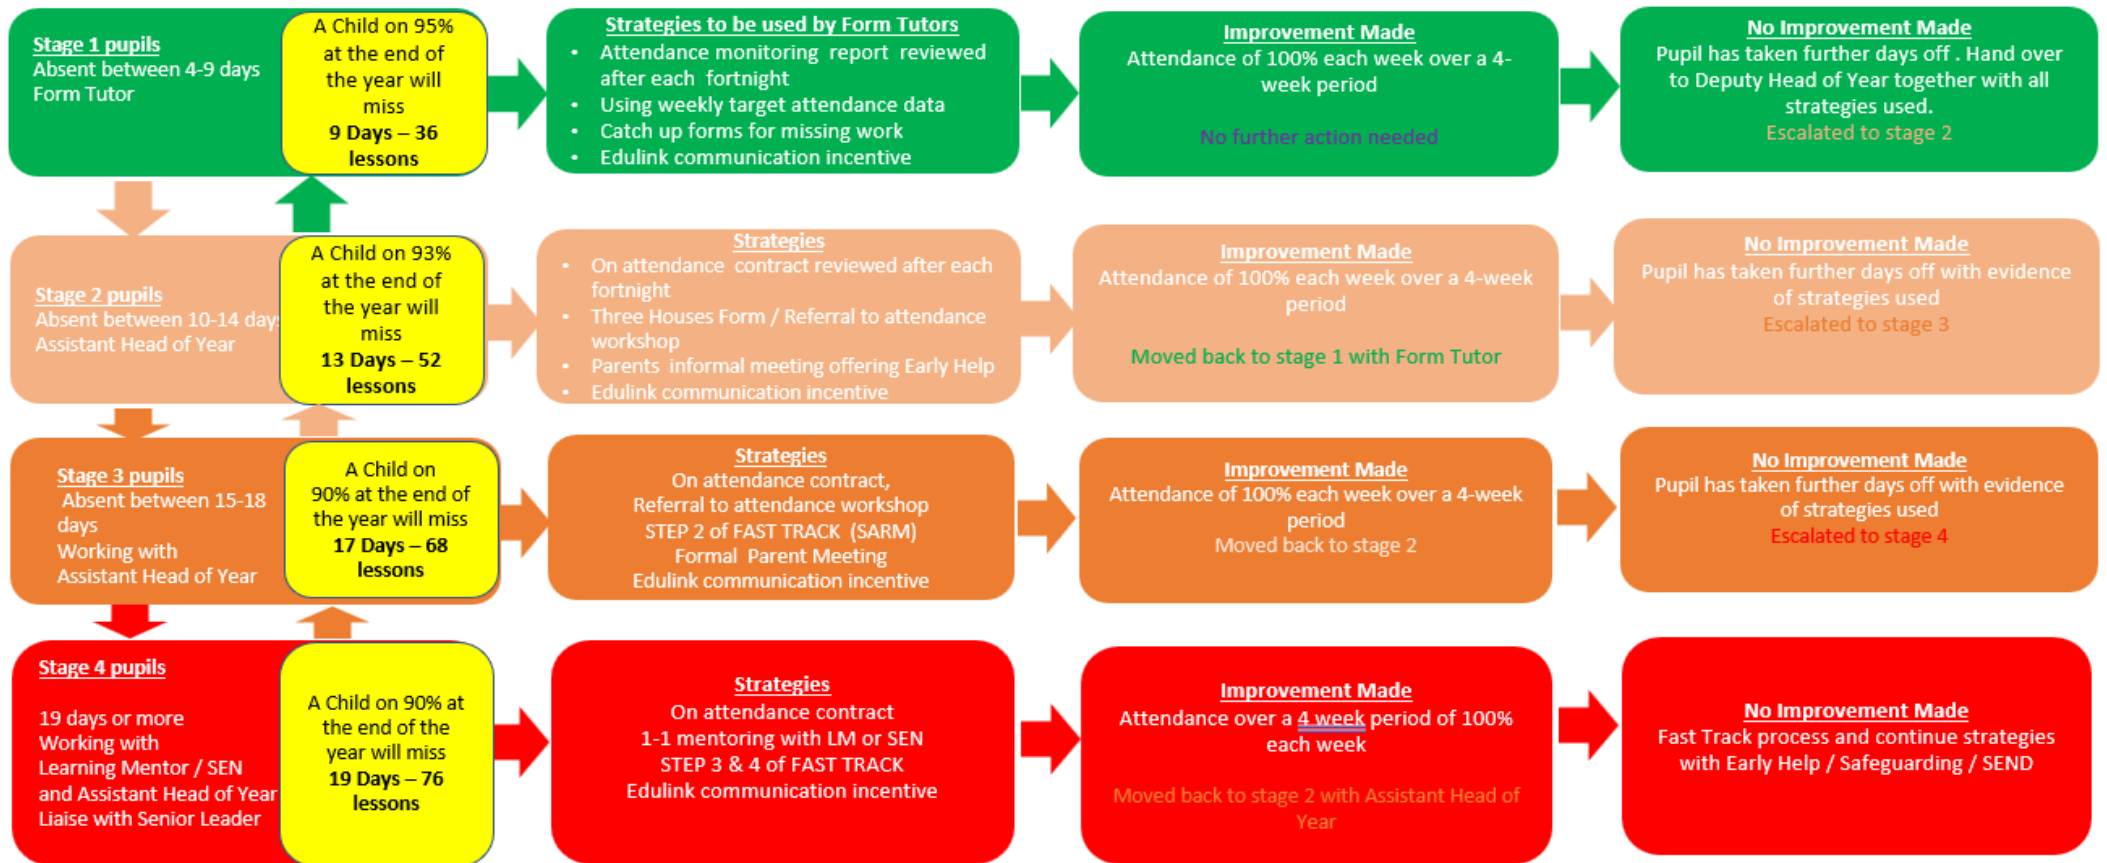 Stage 1 pupils
Absent between 4-9 days
Form Tutor
A Child on 95%
at the end of
the year will
miss
9 Days – 36
lessons
Strategies to be used by Form Tutors
• Attendance monitoring report reviewed
after each fortnight
• Using weekly target attendance data
• Catch up forms for missing work
• Edulink communication incentive
Improvement Made
Attendance of 100% each week over a 4-
week period
No further action needed
No Improvement Made
Pupil has taken further days off . Hand over
to Deputy Head of Year together with all
strategies used.
Escalated to stage 2
Stage 2 pupils
Absent between 10-14 days
Assistant Head of Year
A Child on 93%
at the end of
the year will
miss
13 Days – 52
lessons
Strategies
• On attendance contract reviewed after each
fortnight
• Three Houses Form / Referral to attendance
workshop
• Parents informal meeting offering Early Help
• Edulink communication incentive
Improvement Made
Attendance of 100% each week over a 4-week
period
Moved back to stage 1 with Form Tutor
No Improvement Made
Pupil has taken further days off with evidence
of strategies used
Escalated to stage 3
Stage 3 pupils
Absent between 15-18
days
Working with
Assistant Head of Year
A Child on
90% at the end of
the year will miss
17 Days – 68
lessons
Strategies
On attendance contract,
Referral to attendance workshop
STEP 2 of FAST TRACK (SARM)
Formal Parent Meeting
Edulink communication incentive
Improvement Made
Attendance of 100% each week over a 4-week
period
Moved back to stage 2
No Improvement Made
Pupil has taken further days off with evidence
of strategies used
Escalated to stage 4
Stage 4 pupils
19 days or more
Working with
Learning Mentor / SEN
and Assistant Head of Year
Liaise with Senior Leader
A Child on 90% at
the end of the
year will miss
19 Days – 76
lessons
Strategies
On attendance contract
1-1 mentoring with LM or SEN
STEP 3 & 4 of FAST TRACK
Edulink communication incentive
Improvement Made
Attendance over a 4 week period of 100%
each week
Moved back to stage 2 with Assistant Head of
Year
No Improvement Made
Fast Track process and continue strategies
with Early Help / Safeguarding / SEND